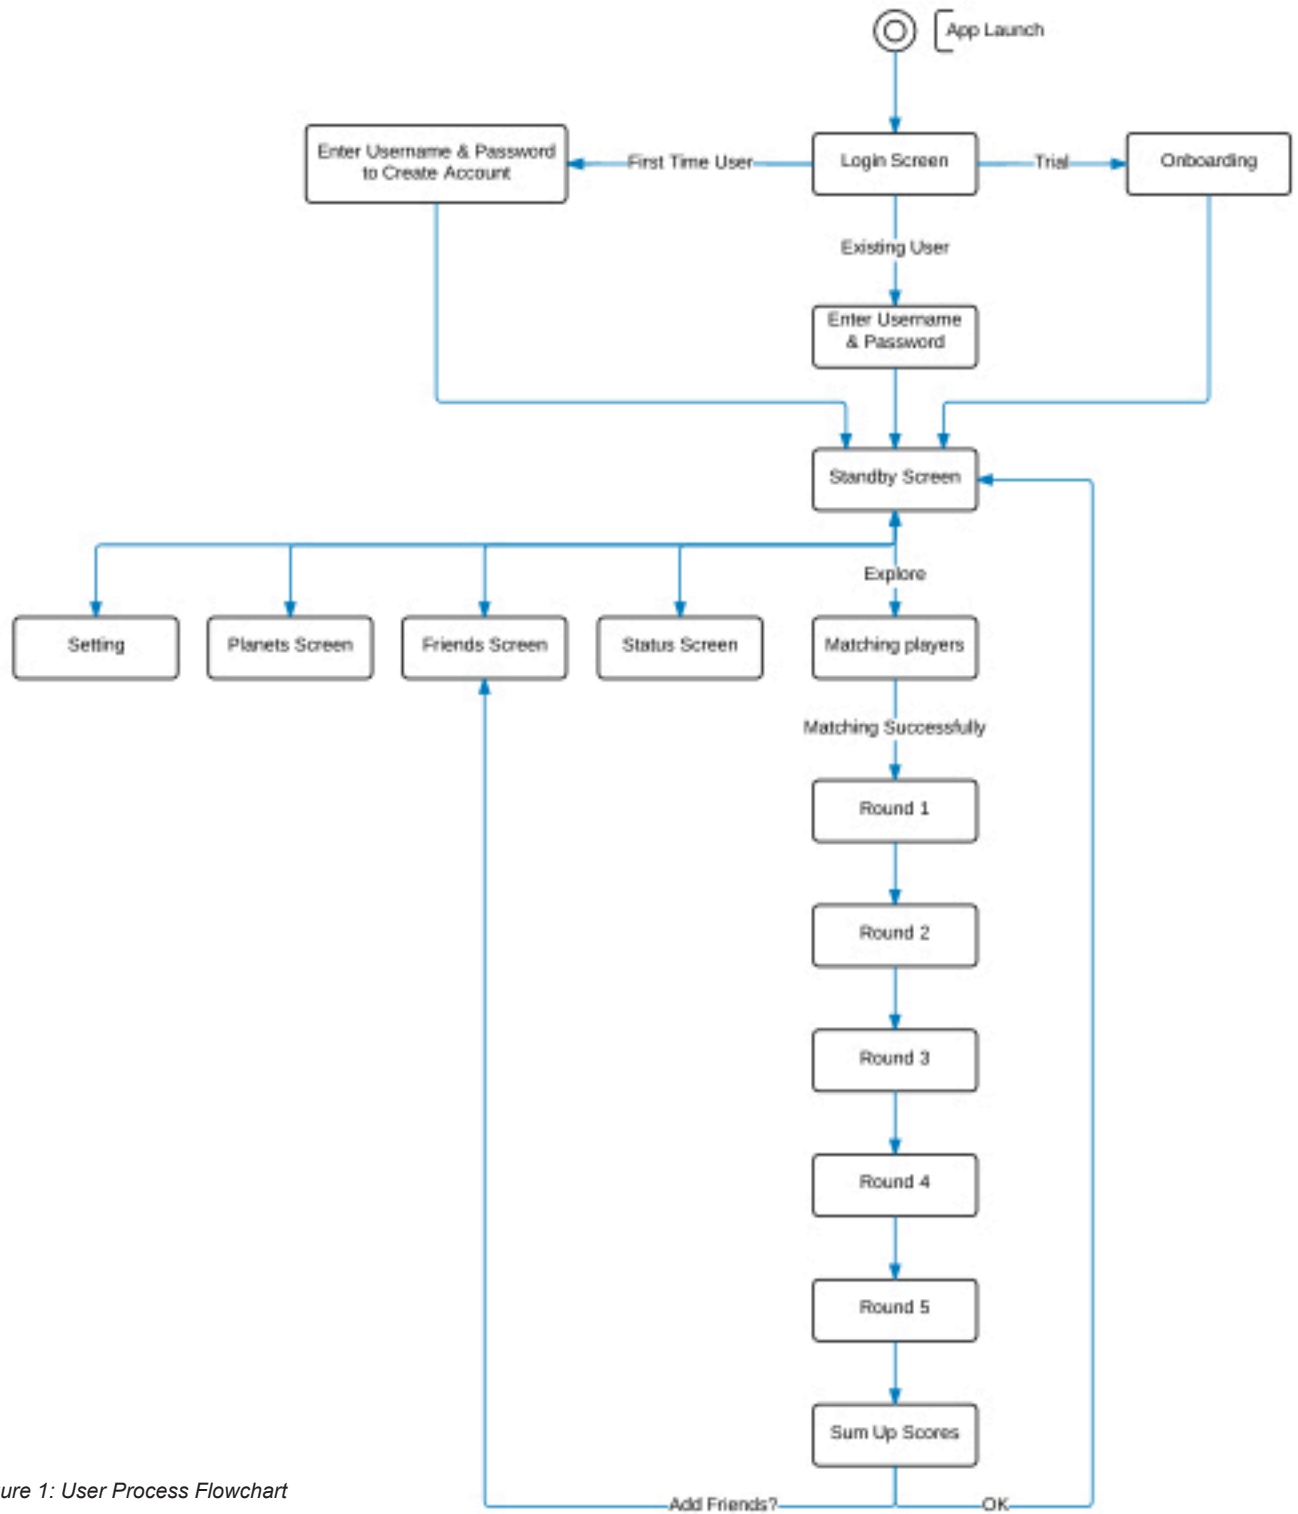 App Launch
Enter Username & Password
to Create Account
First Time User
Login Screen
Trial
Onboarding
Existing User
Enter Username
& Password
Standby Screen
Explore
Setting
Planets Screen
Friends Screen
Status Screen
Matching players
Matching Successfully
Round 1
Round 2
Round 3
Round 4
Round 5
Sum Up Scores
ure 1: User Process Flowchart
Add Friends?
OK